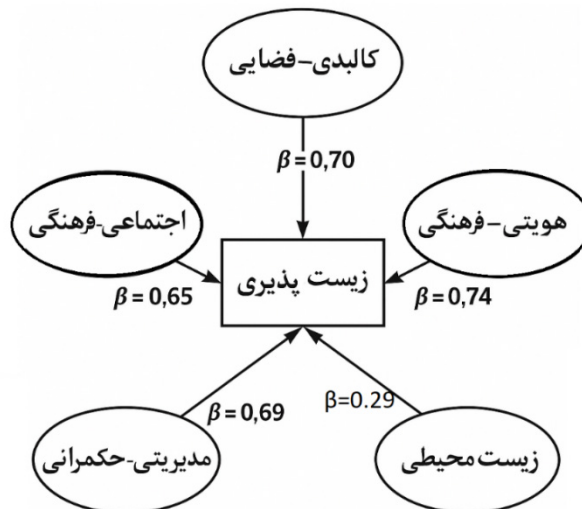 کالبدی-فضایی
β=0,70
هویتی-فرهنگی
اجتماعی-فرهنگی
زیست پذیری
β=0,74
β=0,65
β=0.29
β=0,69
زیست محیطی
مدیریتی-حکمرانی